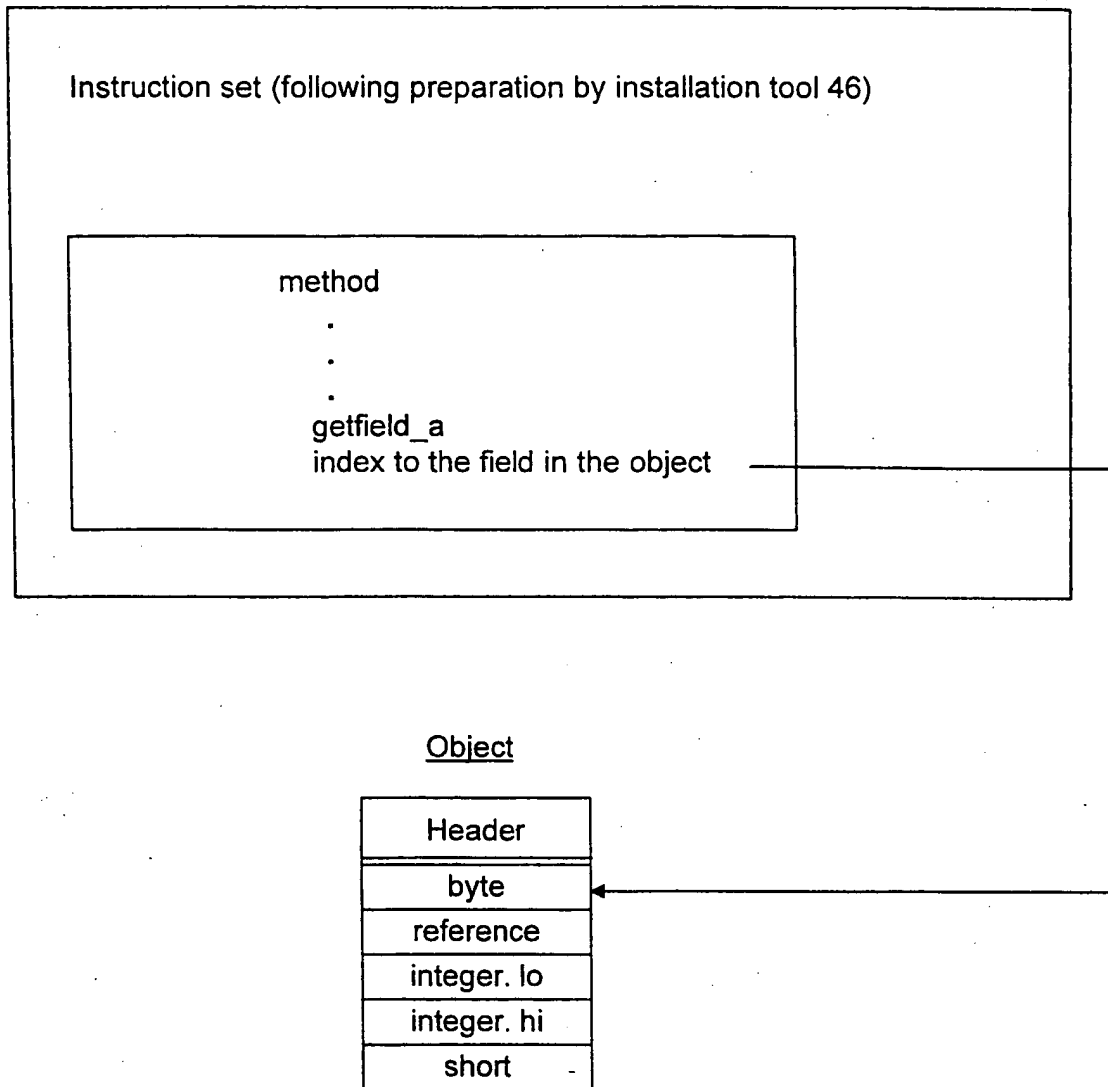 Instruction set (following preparation by installation tool 46)
method
.
.
.
getfield_a
index to the field in the object
Object
Header
byte
reference
integer. lo
integer. hi
short